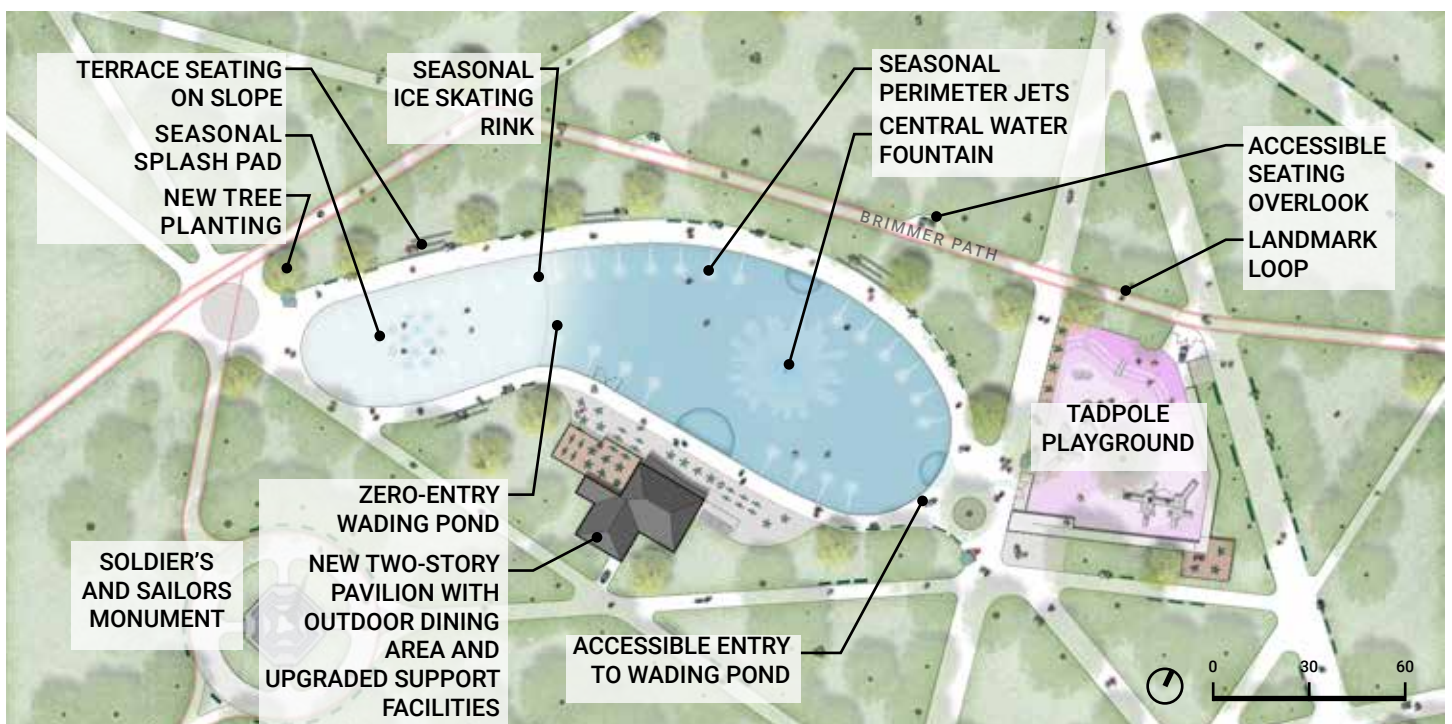 TERRACE SEATING
ON SLOPE
SEASONAL
SPLASH PAD
NEW TREE
PLANTING
SEASONAL
ICE SKATING
RINK
SEASONAL
PERIMETER JETS
CENTRAL WATER
FOUNTAIN
ACCESSIBLE
SEATING
OVERLOOK
LANDMARK
LOOP
BRIMMER PATH
TADPOLE
PLAYGROUND
ZERO-ENTRY
WADING POND
NEW TWO-STORY
PAVILION WITH
OUTDOOR DINING
AREA AND
UPGRADED SUPPORT
FACILITIES
SOLDIER'S
AND SAILORS
MONUMENT
ACCESSIBLE ENTRY
TO WADING POND
0 30 60